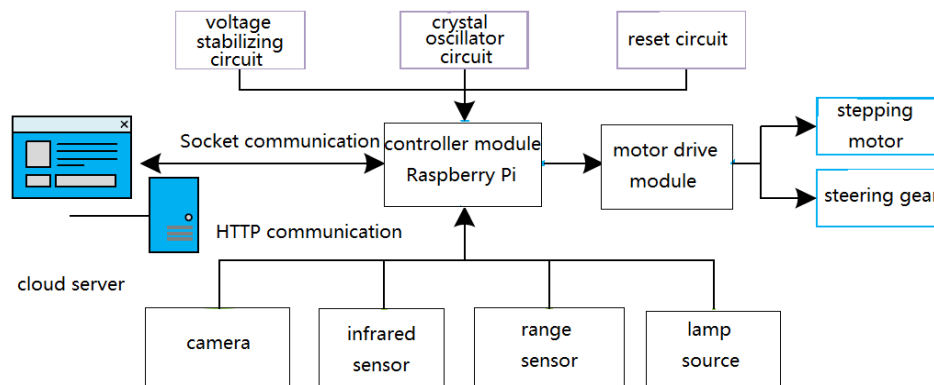 voltage
stabilizing
circuit
crystal
oscillator
circuit
reset circuit
Socket communication
controller module
Raspberry Pi
motor drive
module
stepping
motor
steering gear
HTTP communication
cloud server
camera
infrared
sensor
range
sensor
lamp
source